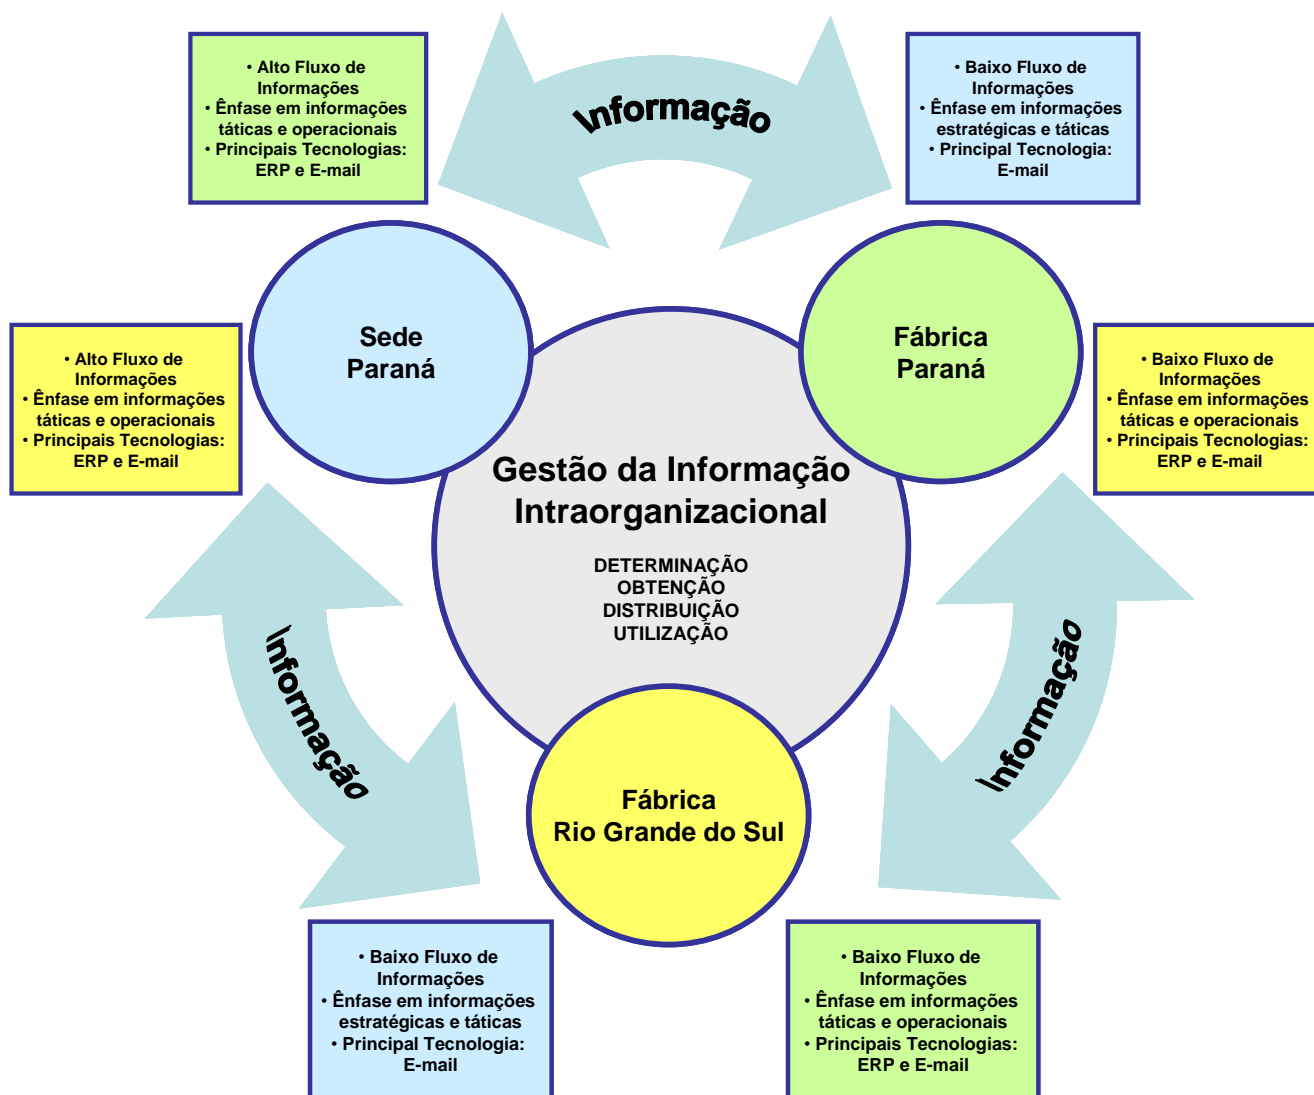 • Alto Fluxo de
Informações
• Ênfase em informações
táticas e operacionais
• Principais Tecnologias:
ERP e E-mail
Informação
• Baixo Fluxo de
Informações
• Ênfase em informações
estratégicas e táticas
• Principal Tecnologia:
E-mail
Sede
Paraná
Fábrica
Paraná
• Alto Fluxo de
Informações
• Ênfase em informações
táticas e operacionais
• Principais Tecnologias:
ERP e E-mail
• Baixo Fluxo de
Informações
• Ênfase em informações
táticas e operacionais
• Principais Tecnologias:
ERP e E-mail
Gestão da Informação
Intraorganizacional
DETERMINAÇÃO
OBTENÇÃO
DISTRIBUIÇÃO
UTILIZAÇÃO
Informação
Informação
Fábrica
Rio Grande do Sul
• Baixo Fluxo de
Informações
• Ênfase em informações
estratégicas e táticas
• Principal Tecnologia:
E-mail
• Baixo Fluxo de
Informações
• Ênfase em informações
táticas e operacionais
• Principais Tecnologias:
ERP e E-mail